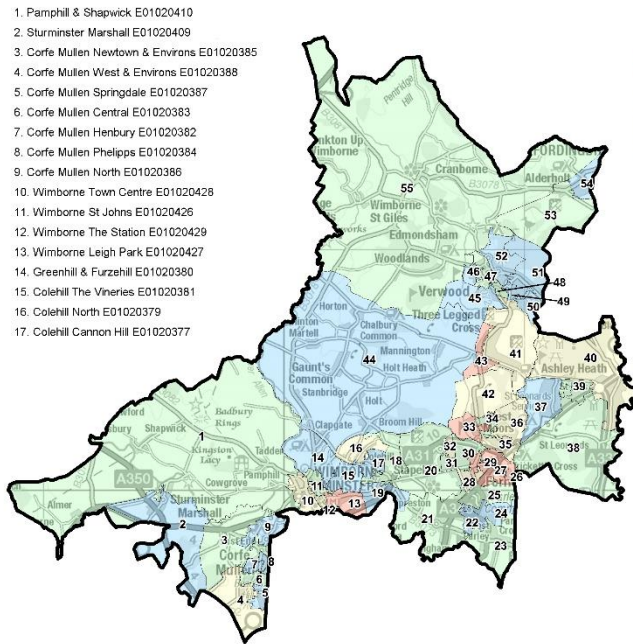 1. Pamphill & Shapwick E01020410
2. Sturminster Marshall E01020409
3. Corfe Mullen Newtown & Environs E01020385
4. Corfe Mullen West & Environs E01020388
5. Corfe Mullen Springdale E01020387
6. Corfe Mullen Central E01020383
7. Corfe Mullen Henbury E01020382
8. Corfe Mullen Phelipps E01020384
9. Corfe Mullen North E01020386
10. Wimborne Town Centre E01020428
11. Wimborne St Johns E01020426
12. Wimborne The Station E01020429
13. Wimborne Leigh Park E01020427
14. Greenhill & Furzehill E01020380
15. Colehill The Vineries E01020381
16. Colehill North E01020379
17. Colehill Cannon Hill E01020377
Pentridge
Hill
B3081
Wimborne
FORDING
Cranborne
Alderholt
54
55
B3078
53
Wimborne
St Giles
Edmondsham
Woodlands
52
46
47
51
48
Verwood
45
49
50
Horton
Three Legged
Cross
Chalbury
Common
41
40
44
Mannington
43
Ashley Heath
Gaunt's
Common
Holt Heath
39
42
37
Stanbridge
Holt
34
36
Moors
Badbury
Rings
Broom Hill
33
38
1
Clapgate
32
35
Shapwick
Kingston
Lacy
14
16
30
17
A31
31
29
15
18
20
27
26
A350
Cowgrove
Pamphill
11
19
28
10
13
25
12
Almer
Sturminster
Marshall
21
22
24
2
9
3
23
Corfe
Mullen
8
7
6
4
5